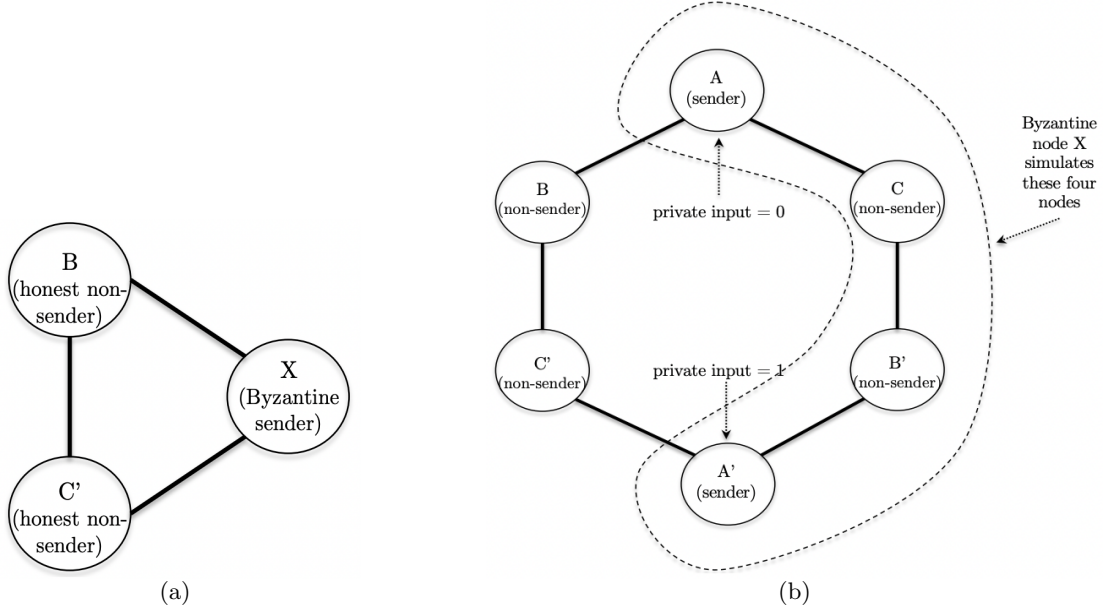 B
(honest non-
sender)
X
(Byzantine
sender)
C'
(honest non-
sender)
(a)
A
(sender)
B
(non-sender)
C
(non-sender)
private input = 0
Byzantine
node X
simulates
these four
nodes
C'
(non-sender)
B'
(non-sender)
private input = 1
A'
(sender)
(b)